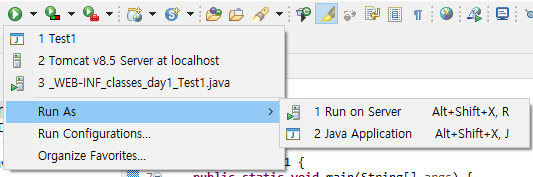 1 Test1
2 Tomcat v8.5 Server at localhost
3 _WEB-INF_classes_day1_Test1.java
Run As
1 Run on Server Alt+Shift+X, R
2 Java Application Alt+Shift+X, J
Run Configurations...
Organize Favorites...
public static void main(String[] args) {